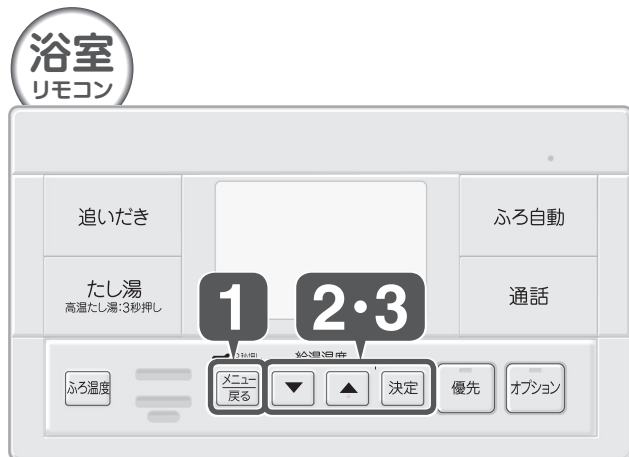 浴室
リモコン
追いだき
ふろ自動
たし湯
高温たし湯:3秒押し
通話
1
2・3
給湯温度
ふろ温度
メニュー
戻る
▼
▲
決定
優先
オプション